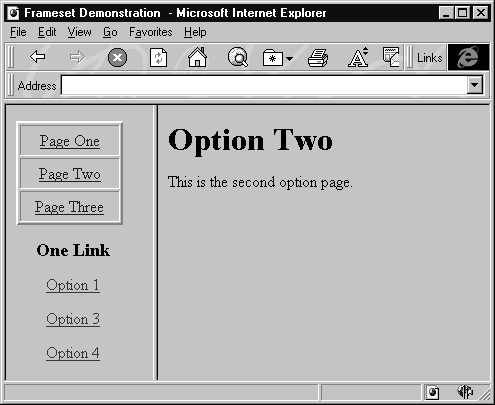 Frameset Demonstration - Microsoft Internet Explorer
File Edit View Go Favorites Help
Links
Address
Page One
Page Two
Page Three
One Link
Option 1
Option 3
Option 4
Option Two
This is the second option page.